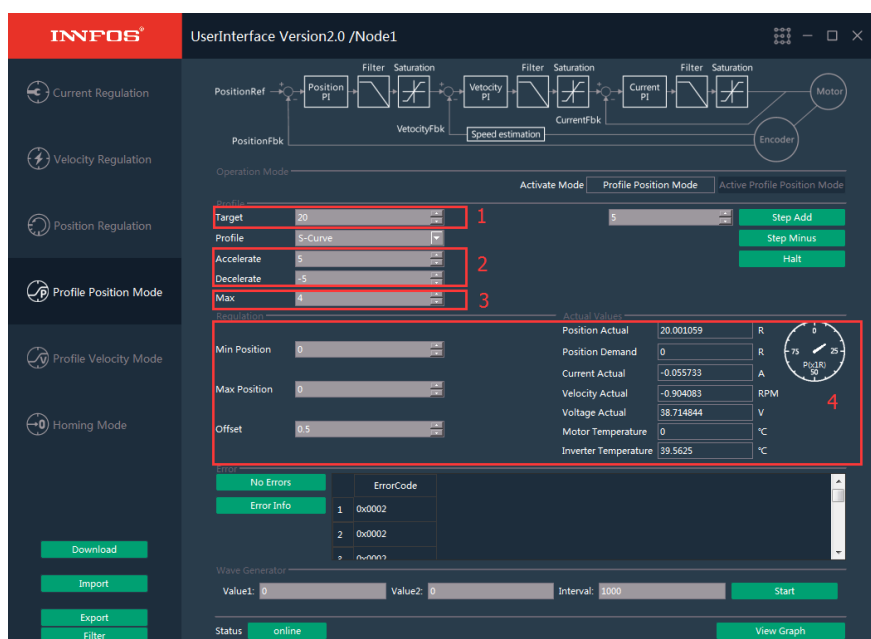 INNFOS®
UserInterface Version2.0 /Node1
Current Regulation
Velocity Regulation
Position Regulation
Profile Position Mode
Profile Velocity Mode
Homing Mode
Download
Import
Export
Filter
Filter Saturation Filter Saturation Filter Saturation
PositionRef Position PI Vetocity PI Current PI Motor
CurrentFbk
VetocityFbk Speed estimation
PositionFbk Encoder
Operation Mode
Activate Mode Profile Position Mode Active Profile Position Mode
Profile
Target 20 1 5 Step Add
Profile S-Curve Step Minus
Accelerate 5 2 Halt
Decelerate -5
Max 4 3
Regulation Actual Values
Position Actual 20.001059 R
Min Position 0 Position Demand 0 R
Current Actual -0.055733 A
Max Position 0 Velocity Actual -0.904083 RPM
Voltage Actual 38.714844 V
Offset 0.5 Motor Temperature 0 °C
Inverter Temperature 39.5625 °C
0
75 25
P(x1R)
50
4
Error
No Errors ErrorCode
Error Info 1 0x0002
2 0x0002
3 0x0002
Wave Generator
Value1: 0 Value2: 0 Interval: 1000 Start
Status online View Graph